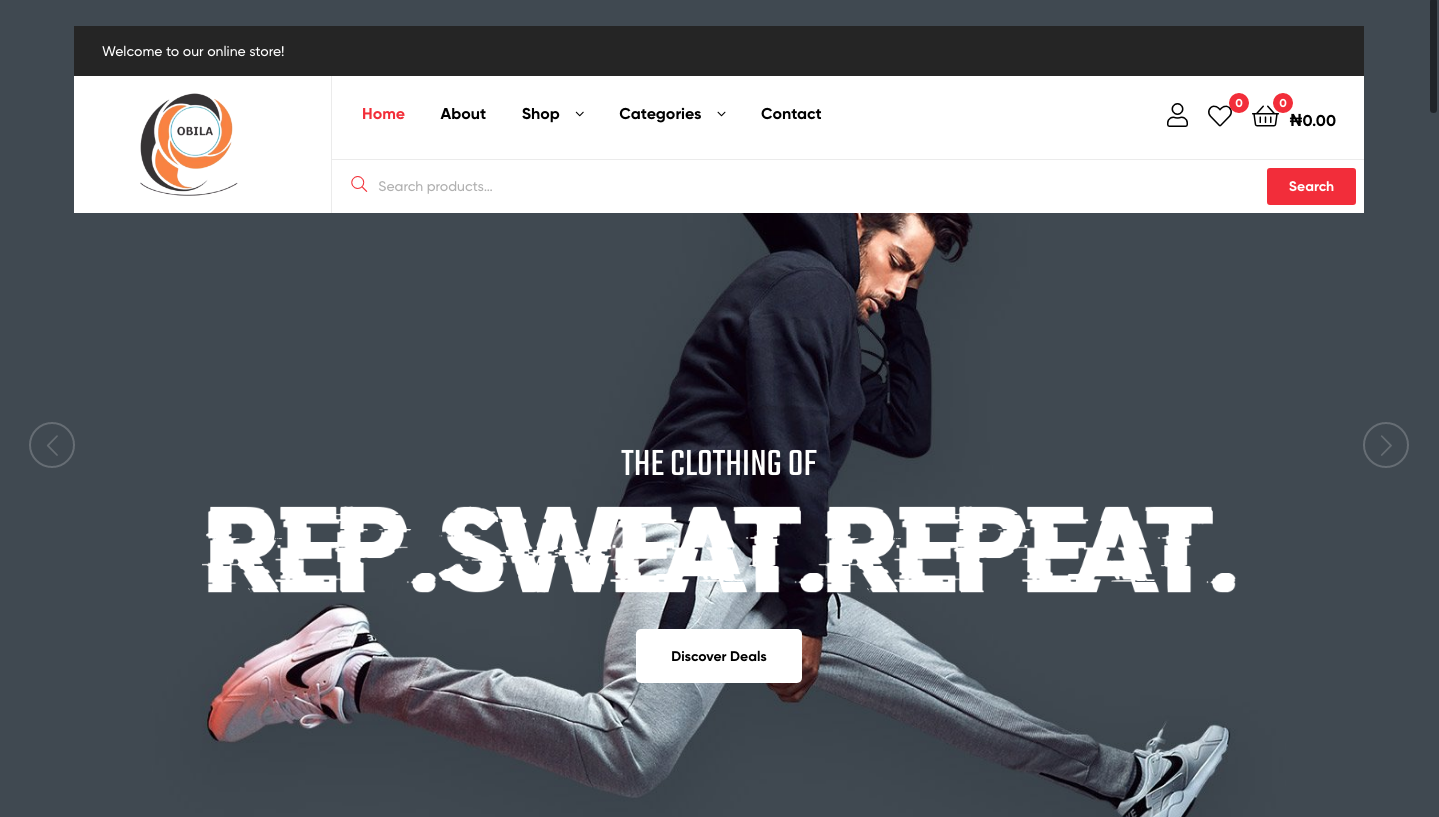 Welcome to our online store!
OBILA
Home About Shop Categories Contact
0 0
₦0.00
Search products...
Search
THE CLOTHING OF
REP.SWEAT.REPEAT.
Discover Deals